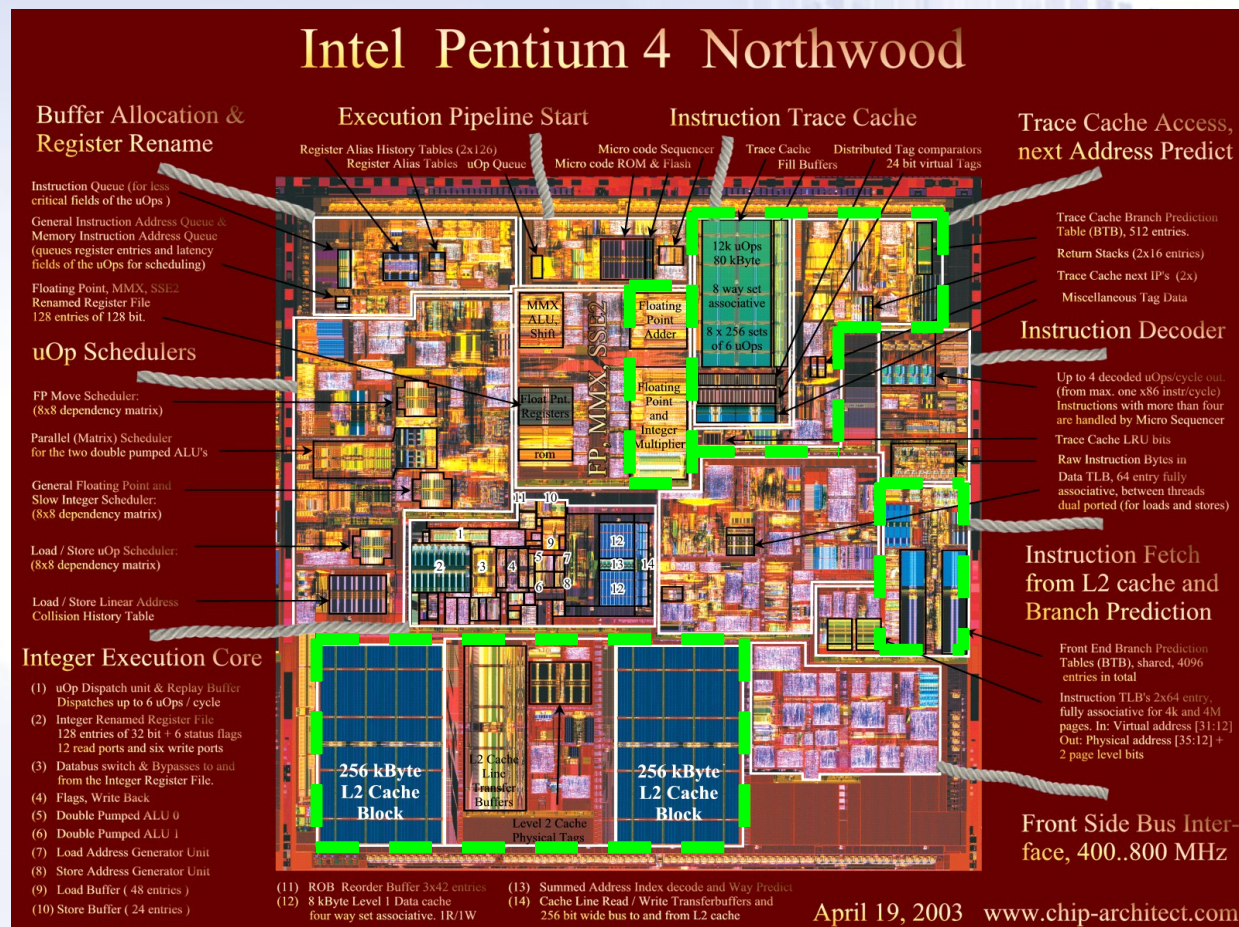 Intel Pentium 4 Northwood
Buffer Allocation &
Register Rename
Instruction Queue (for less
critical fields of the uOps )
General Instruction Address Queue &
Memory Instruction Address Queue
(queues register entries and latency
fields of the uOps for scheduling)
Floating Point, MMX, SSE2
Renamed Register File
128 entries of 128 bit.
uOp Schedulers
FP Move Scheduler:
(8x8 dependency matrix)
Parallel (Matrix) Scheduler
for the two double pumped ALU's
General Floating Point and
Slow Integer Scheduler:
(8x8 dependency matrix)
Load / Store uOp Scheduler:
(8x8 dependency matrix)
Load / Store Linear Address
Collision History Table
Integer Execution Core
(1) uOp Dispatch unit & Replay Buffer
Dispatches up to 6 uOps / cycle
(2) Integer Renamed Register File
128 entries of 32 bit + 6 status flags
12 read ports and six write ports
(3) Databus switch & Bypasses to and
from the Integer Register File.
(4) Flags, Write Back
(5) Double Pumped ALU 0
(6) Double Pumped ALU 1
(7) Load Address Generator Unit
(8) Store Address Generator Unit
(9) Load Buffer ( 48 entries )
(10) Store Buffer ( 24 entries )
Execution Pipeline Start
Register Alias History Tables (2x126)
Register Alias Tables
uOp Queue
Micro code Sequencer
Micro code ROM & Flash
Instruction Trace Cache
Trace Cache
Fill Buffers
Distributed Tag comparators
24 bit virtual Tags
12k uOps
80 kByte
8 way set
associative
8 x 256 sets
of 6 uOps
MMX
ALU,
Shift
Float Pnt.
Registers
rom
FP, MMX, SSE2
Floating
Point
Adder
Floating
Point
and
Integer
Multiplier
11
10
1
2
3
4
5
6
7
8
9
12
13
14
12
256 kByte
L2 Cache
Block
L2 Cache
Line
Transfer
Buffers
Level 2 Cache
Physical Tags
256 kByte
L2 Cache
Block
(11) ROB Reorder Buffer 3x42 entries
(12) 8 kByte Level 1 Data cache
four way set associative. 1R/1W
(13) Summed Address Index decode and Way Predict
(14) Cache Line Read / Write Transferbuffers and
256 bit wide bus to and from L2 cache
Trace Cache Access,
next Address Predict
Trace Cache Branch Prediction
Table (BTB), 512 entries.
Return Stacks (2x16 entries)
Trace Cache next IP's (2x)
Miscellaneous Tag Data
Instruction Decoder
Up to 4 decoded uOps/cycle out.
(from max. one x86 instr/cycle)
Instructions with more than four
are handled by Micro Sequencer
Trace Cache LRU bits
Raw Instruction Bytes in
Data TLB, 64 entry fully
associative, between threads
dual ported (for loads and stores)
Instruction Fetch
from L2 cache and
Branch Prediction
Front End Branch Prediction
Tables (BTB), shared, 4096
entries in total
Instruction TLB's 2x64 entry,
fully associative for 4k and 4M
pages. In: Virtual address [31:12]
Out: Physical address [35:12] +
2 page level bits
Front Side Bus Inter-
face, 400..800 MHz
April 19, 2003 www.chip-architect.com